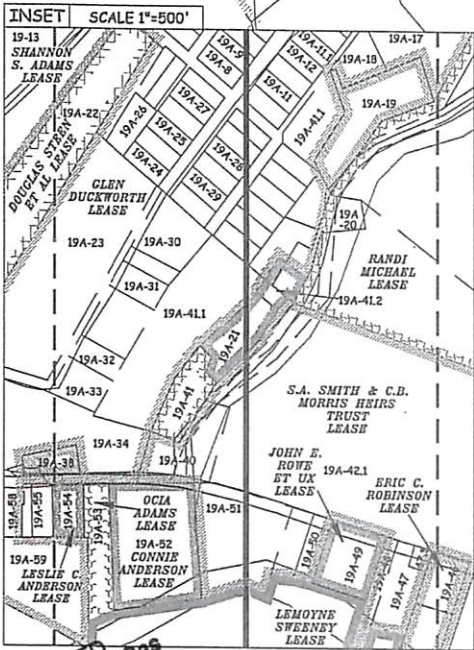 INSET SCALE 1"=500'
19-13
SHANNON
S. ADAMS
LEASE
19A-22
DOUGLAS STEEN
ET AL LEASE
19A-9
19A-8
19A-27
19A-26
19A-25
19A-24
19A-28
19A-29
19A-11.1
19A-12
19A-11
19A-18
19A-17
19A-19
19A-41.1
GLEN
DUCKWORTH
LEASE
19A-23
19A-30
19A-31
19A
-20
RANDI
MICHAEL
LEASE
19A-41.2
19A-41.1
19A-21
19A-32
19A-33
19A-41
S.A. SMITH & C.B.
MORRIS HEIRS
TRUST
LEASE
19A-34
19A-38
19A-40
JOHN E.
ROWE
ET UX
LEASE
19A-42.1
ERIC C.
ROBINSON
LEASE
19A-58
19A-55
19A-54
19A-53
OCIA
ADAMS
LEASE
19A-52
CONNIE
ANDERSON
LEASE
19A-51
19A-50
19A-49
19A-47
19A-59
LESLIE C.
ANDERSON
LEASE
LEMOYNE
SWEENEY
LEASE